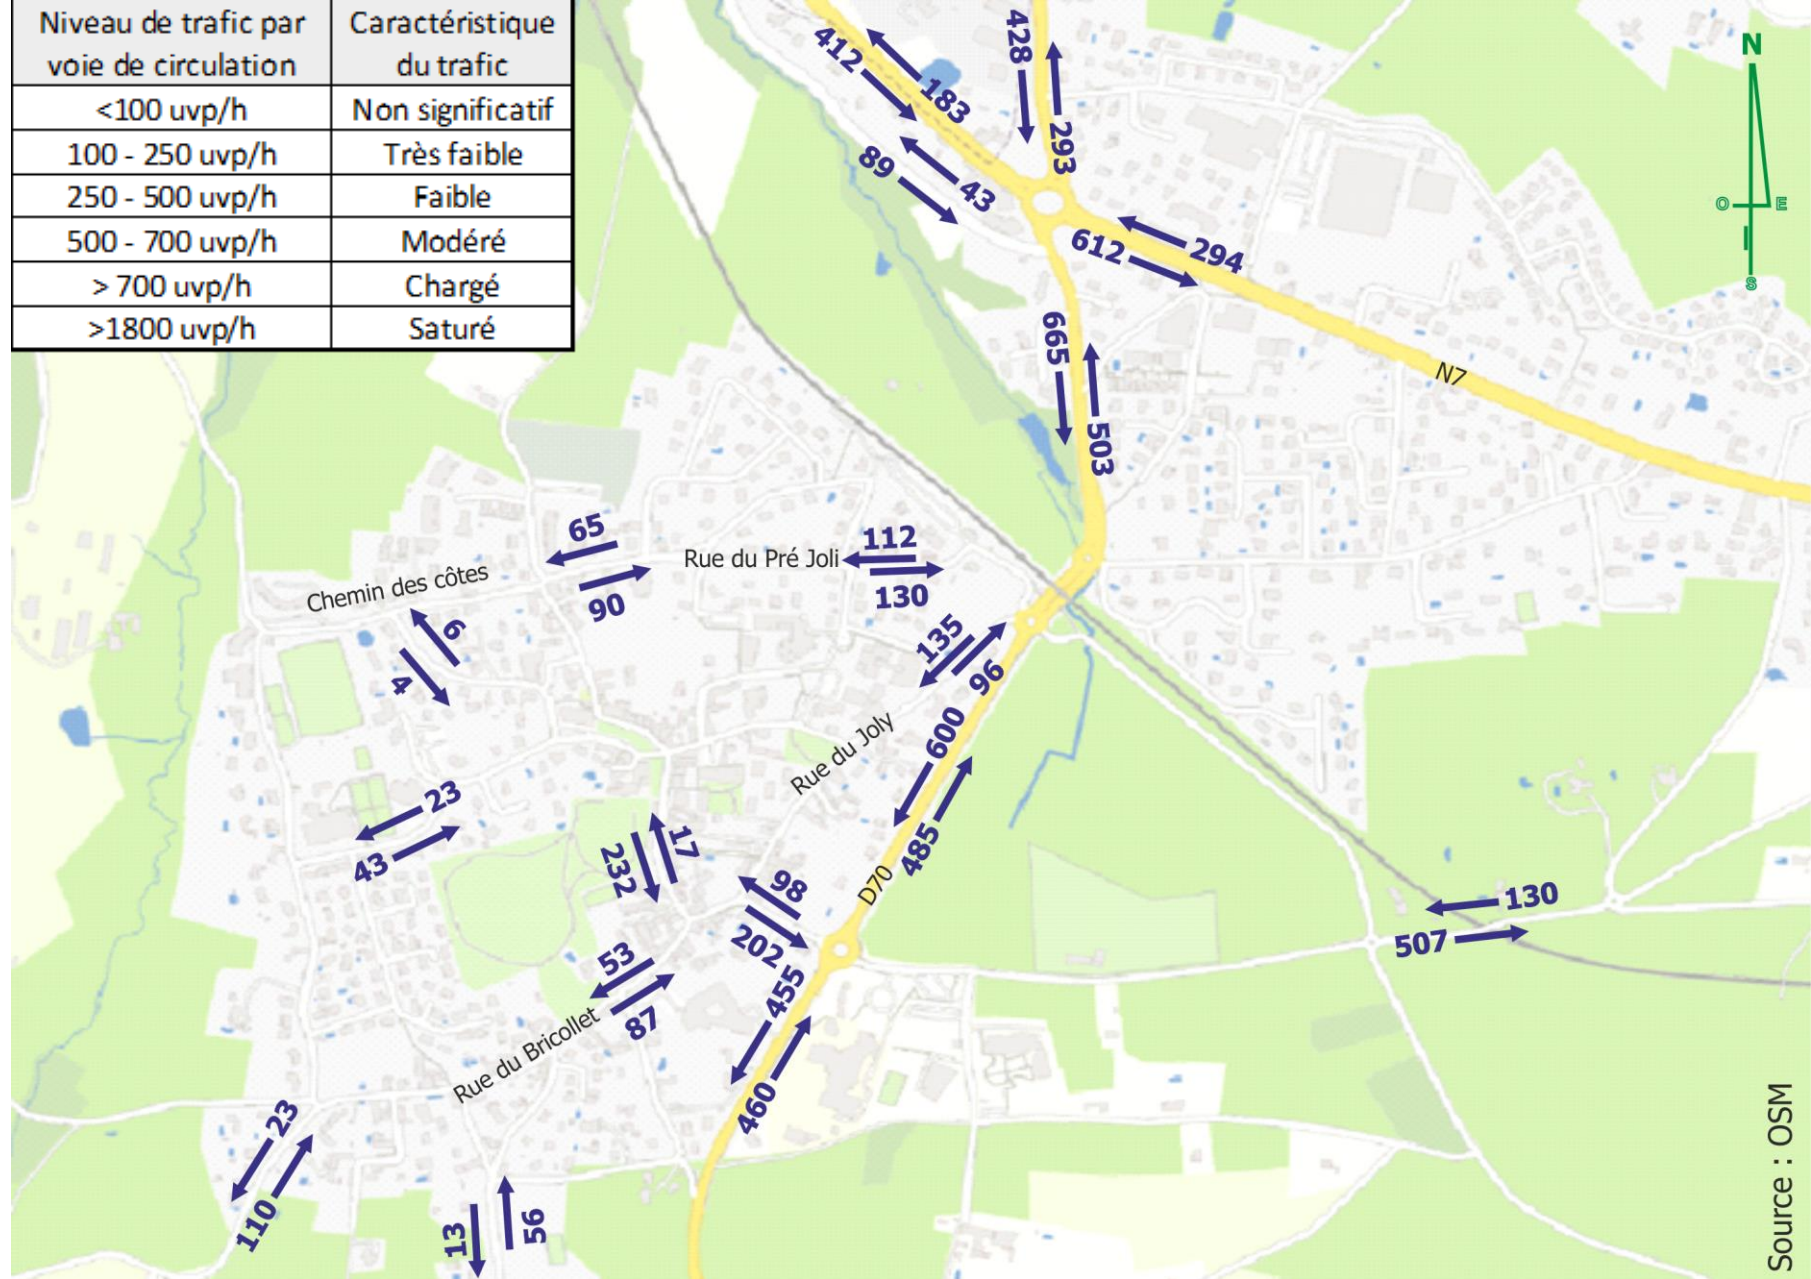 Niveau de trafic par voie de circulation
Caractéristique du trafic
<100 uvp/h Non significatif
100 - 250 uvp/h Très faible
250 - 500 uvp/h Faible
500 - 700 uvp/h Modéré
> 700 uvp/h Chargé
>1800 uvp/h Saturé
N
O
E
S
412
183
428
293
89
43
612
294
665
503
N7
65
90
Chemin des côtes
Rue du Pré Joli
112
130
6
4
135
96
Rue du Joly
600
485
D70
23
43
232
17
98
202
53
87
Rue du Bricollet
455
460
130
507
23
110
13
56
Source : OSM